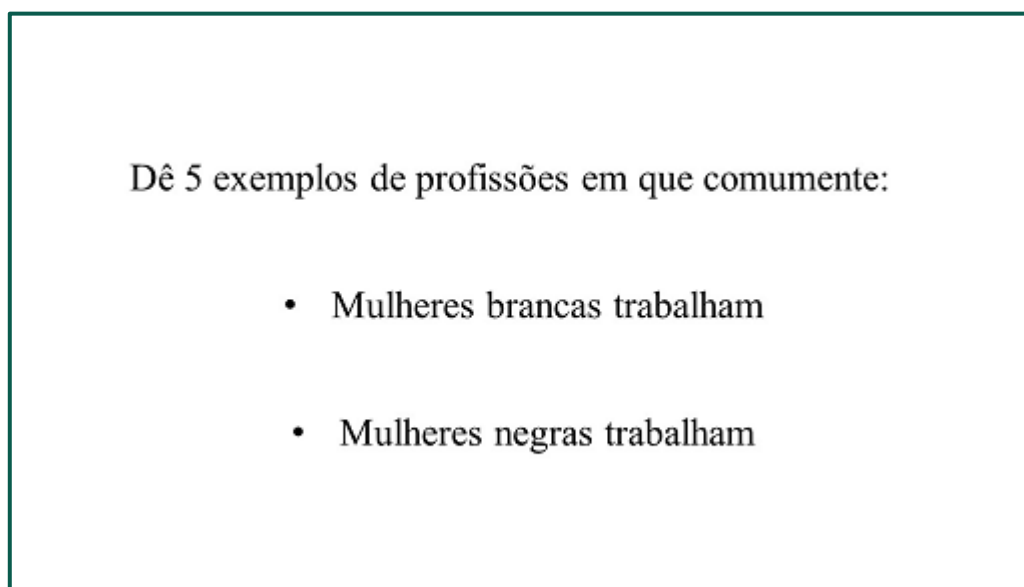 Dê 5 exemplos de profissões em que comumente:
• Mulheres brancas trabalham
• Mulheres negras trabalham